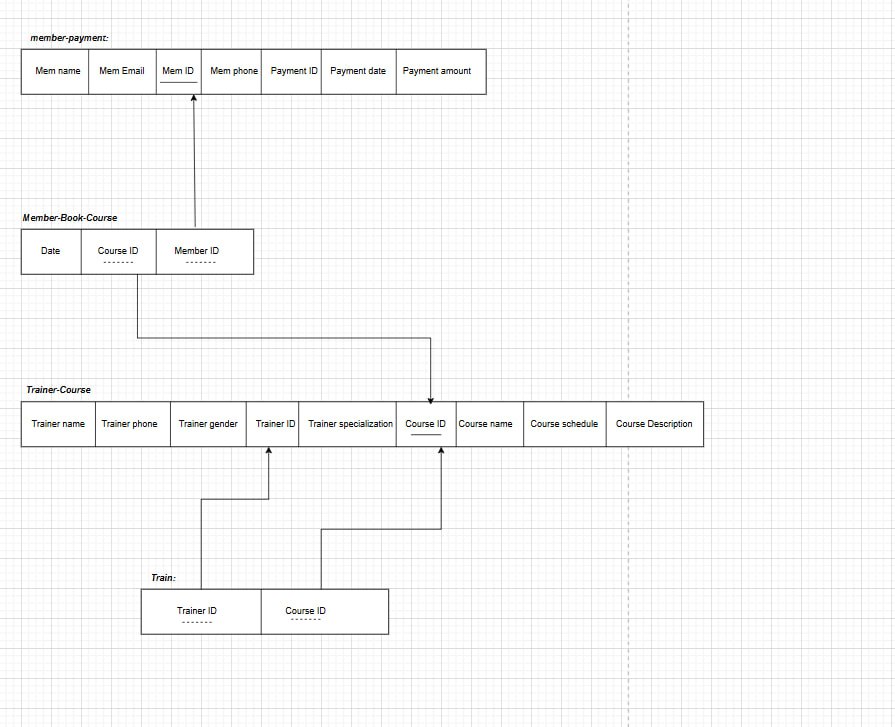 member-payment:
Mem name Mem Email Mem ID Mem phone Payment ID Payment date Payment amount
Member-Book-Course
Date Course ID Member ID
Trainer-Course
Trainer name Trainer phone Trainer gender Trainer ID Trainer specialization Course ID Course name Course schedule Course Description
Train:
Trainer ID Course ID